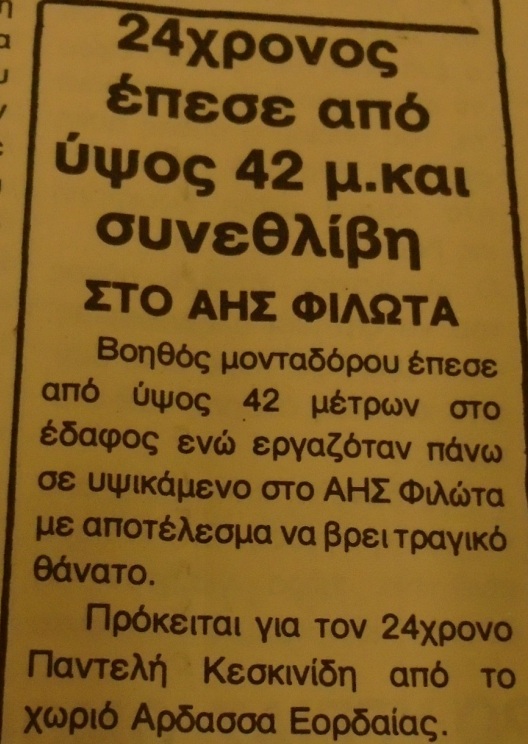 24χρονος
έπεσε από
ύψος 42 μ.και
συνεθλίβη
ΣΤΟ ΑΗΣ ΦΙΛΩΤΑ
Βοηθός μονταδόρου έπεσε
από ύψος 42 μέτρων στο
έδαφος ενώ εργαζόταν πάνω
σε υψικάμενο στο ΑΗΣ Φιλώτα
με αποτέλεσμα να βρει τραγικό
θάνατο.
Πρόκειται για τον 24χρονο
Παντελή Κεσκινίδη από το
χωριό Αρδασσα Εορδαίας.